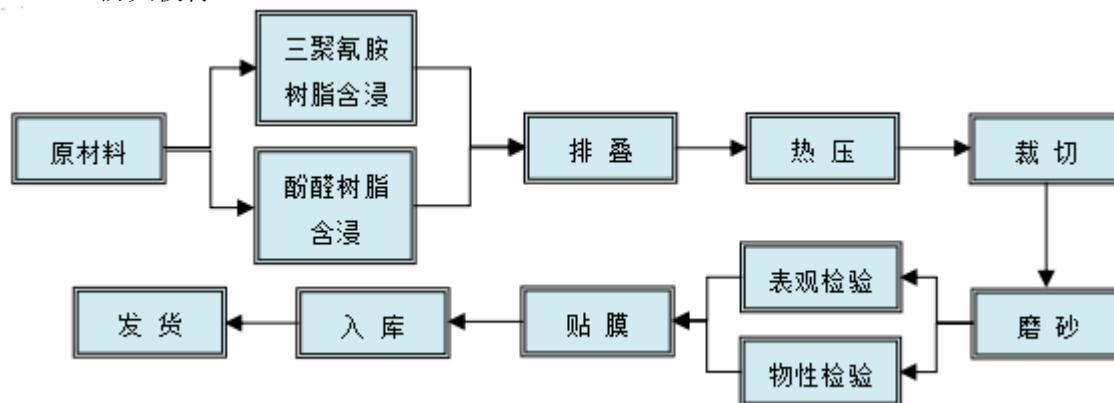 三聚氰胺
树脂含浸
原材料
酚醛树脂
含浸
排叠
热压
裁切
表观检验
物性检验
磨砂
贴膜
入库
发货